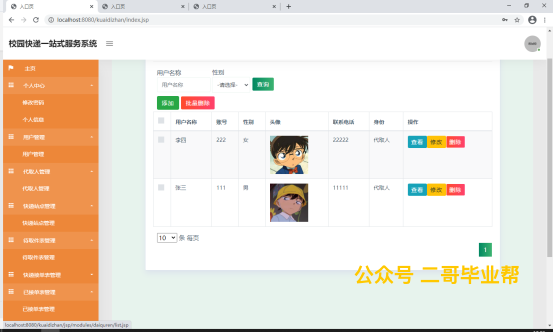 入口页 入口页 入口页
localhost:8080/kuaidizhan/index.jsp
校园快递一站式服务系统
主页
个人中心
修改密码
个人信息
用户管理
用户管理
代取人管理
代取人管理
快递站点管理
快递站点管理
待取件表管理
待取件表管理
快递接单表管理
已接单表管理
已接单表管理
用户名称 性别
用户名称 -请选择- 查询
添加 批量删除
用户名称 账号 性别 头像 联系电话 身份 操作
李四 222 女 22222 代取人 查看 修改 删除
张三 111 男 11111 代取人 查看 修改 删除
10 条 每页
1
公众号 二哥毕业帮
localhost:8080/kuaidizhan/jsp/modules/daiquren/list.jsp